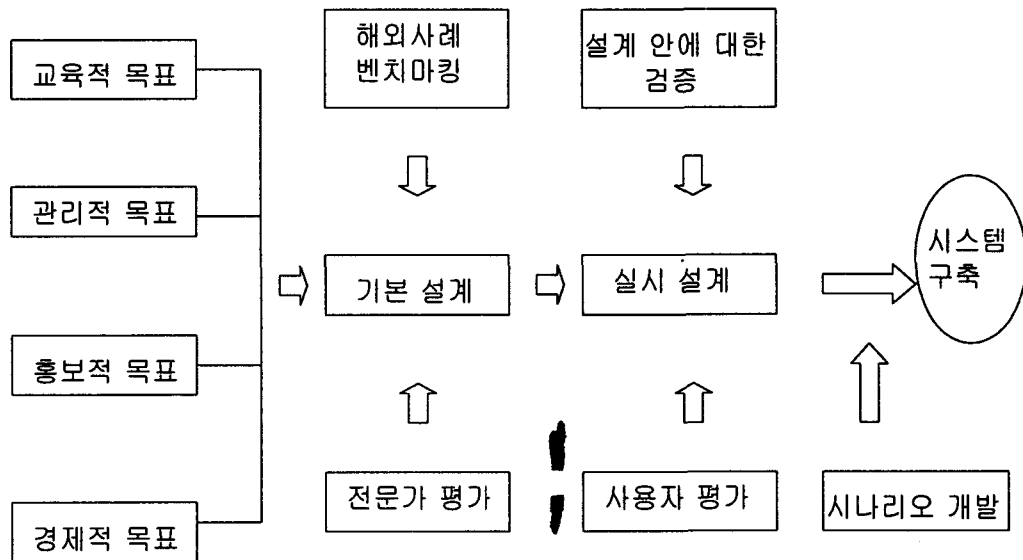 교육적 목표
관리적 목표
홍보적 목표
경제적 목표
해외사례
벤치마킹
기본 설계
전문가 평가
설계 안에 대한
검증
실시 설계
사용자 평가
시나리오 개발
시스템
구축